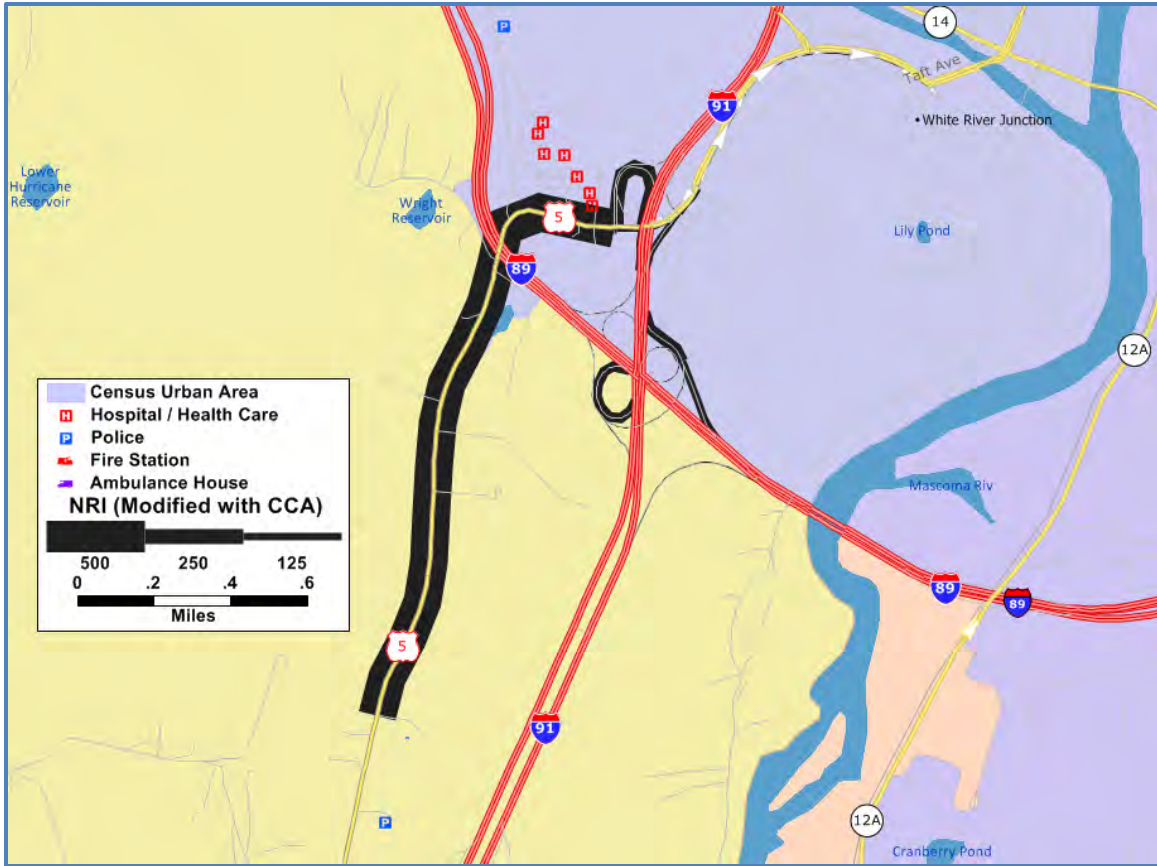 P
14
Taft Ave
91
White River Junction
H
H
H
H
H
H
H
Lower
Hurricane
Reservoir
Wright
Reservoir
5
Lily Pond
89
12A
Census Urban Area
H Hospital / Health Care
P Police
Fire Station
Ambulance House
NRI (Modified with CCA)
500 250 125
0 .2 .4 .6
Miles
Mascoma Riv
89
89
5
91
P
12A
Cranberry Pond